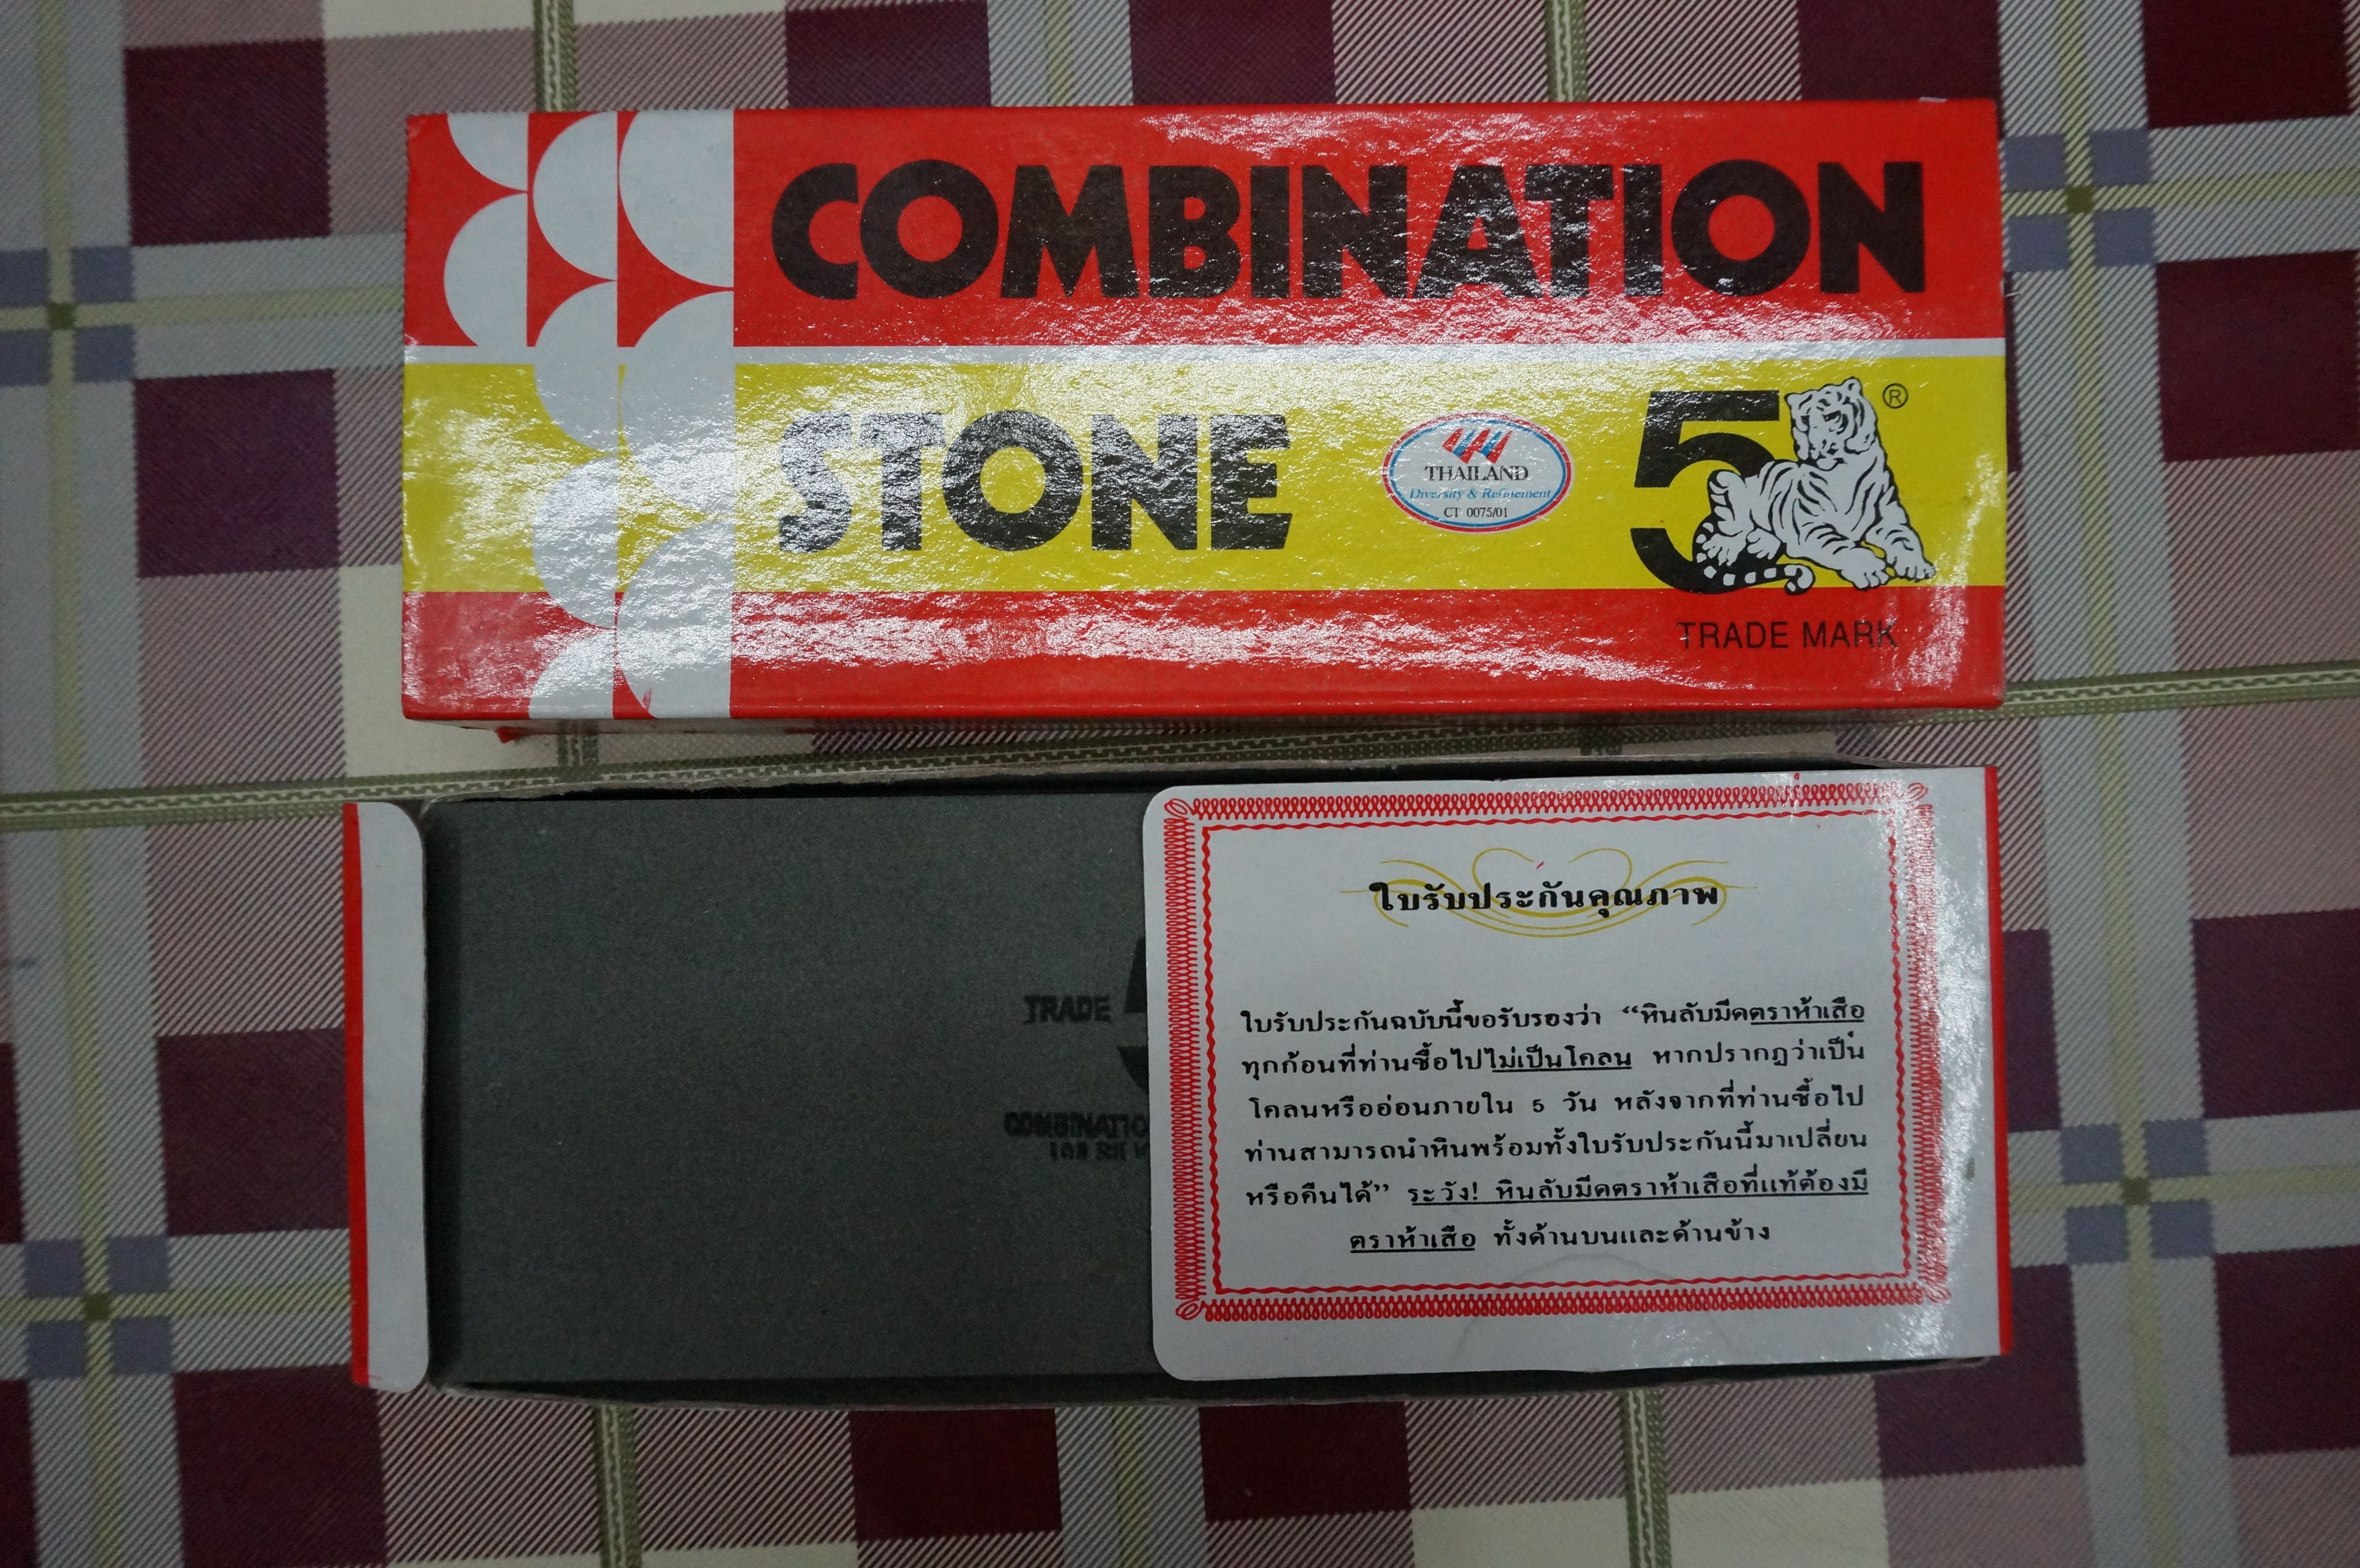 COMBINATION
STONE
THAILAND
Diversity & Refinement
CT 0075/01
5
®
TRADE MARK
TRADE
ใบรับประกันคุณภาพ
ใบรับประกันฉบับนี้ขอรับรองว่า “หินลับมีดตราห้าเสือ
ทุกก้อนที่ท่านซื้อไปไม่เป็นโคลน หากปรากฏว่าเป็น
โคลนหรืออ่อนภายใน 5 วัน หลังจากที่ท่านซื้อไป
ท่านสามารถนำหินพร้อมทั้งใบรับประกันนี้มาเปลี่ยน
หรือคืนได้” ระวัง! หินลับมีดตราห้าเสือที่แท้ต้องมี
ตราห้าเสือ ทั้งด้านบนและด้านข้าง